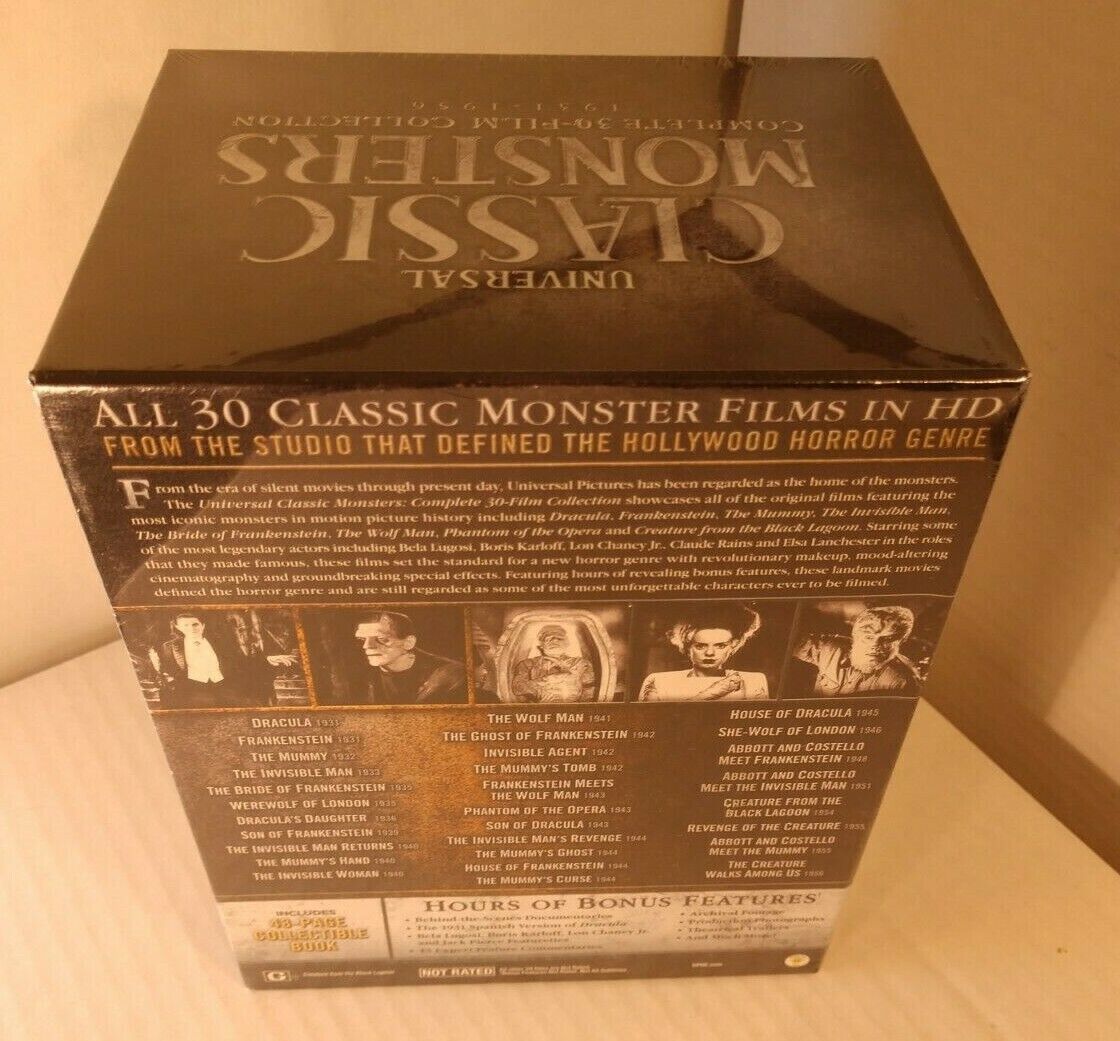 UNIVERSAL
CLASSIC
MONSTERS
COMPLETE 30-FILM COLLECTION
1931-1956
ALL 30 CLASSIC MONSTER FILMS IN HD
FROM THE STUDIO THAT DEFINED THE HOLLYWOOD HORROR GENRE
From the era of silent movies through present day, Universal Pictures has been regarded as the home of the monsters.
The Universal Classic Monsters: Complete 30-Film Collection showcases all of the original films featuring the
most iconic monsters in motion picture history including Dracula, Frankenstein, The Mummy, The Invisible Man,
The Bride of Frankenstein, The Wolf Man, Phantom of the Opera and Creature from the Black Lagoon. Starring some
of the most legendary actors including Bela Lugosi, Boris Karloff, Lon Chaney Jr., Claude Rains and Elsa Lanchester in the roles
that they made famous, these films set the standard for a new horror genre with revolutionary makeup, mood-altering
cinematography and groundbreaking special effects. Featuring hours of revealing bonus features, these landmark movies
defined the horror genre and are still regarded as some of the most unforgettable characters ever to be filmed.
DRACULA 1931
FRANKENSTEIN 1931
THE MUMMY 1932
THE INVISIBLE MAN 1933
THE BRIDE OF FRANKENSTEIN 1935
WEREWOLF OF LONDON 1935
DRACULA'S DAUGHTER 1936
SON OF FRANKENSTEIN 1939
THE INVISIBLE MAN RETURNS 1940
THE MUMMY'S HAND 1940
THE INVISIBLE WOMAN 1940
THE WOLF MAN 1941
THE GHOST OF FRANKENSTEIN 1942
INVISIBLE AGENT 1942
THE MUMMY'S TOMB 1942
FRANKENSTEIN MEETS
THE WOLF MAN 1943
PHANTOM OF THE OPERA 1943
SON OF DRACULA 1943
THE INVISIBLE MAN'S REVENGE 1944
THE MUMMY'S GHOST 1944
HOUSE OF FRANKENSTEIN 1944
THE MUMMY'S CURSE 1944
HOUSE OF DRACULA 1945
SHE-WOLF OF LONDON 1946
ABBOTT AND COSTELLO
MEET FRANKENSTEIN 1948
ABBOTT AND COSTELLO
MEET THE INVISIBLE MAN 1951
CREATURE FROM THE
BLACK LAGOON 1954
REVENGE OF THE CREATURE 1955
ABBOTT AND COSTELLO
MEET THE MUMMY 1955
THE CREATURE
WALKS AMONG US 1956
INCLUDES
48-PAGE
COLLECTIBLE
BOOK
HOURS OF BONUS FEATURES
• Behind-the-Scenes Documentaries
• The 1931 Spanish Version of Dracula
• Bela Lugosi, Boris Karloff, Lon Chaney Jr.
and Jack Pierce Featurettes
• 13 Expert Feature Commentaries
• Archival Footage
• Production Photographs
• Theatrical Trailers
• And Much More!
G Creature from the Black Lagoon
NOT RATED